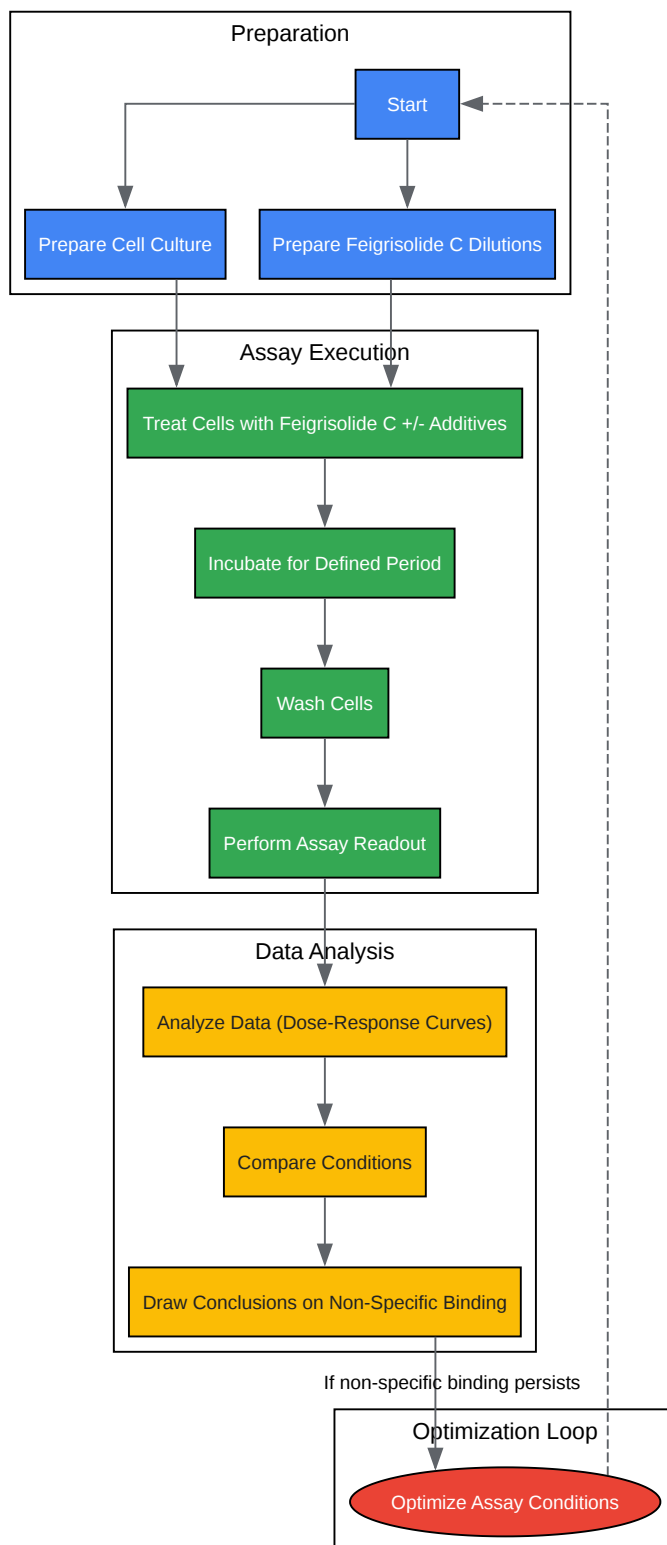 Preparation
Start
Prepare Cell Culture
Prepare Feigrisolide C Dilutions
Assay Execution
Treat Cells with Feigrisolide C +/- Additives
Incubate for Defined Period
Wash Cells
Perform Assay Readout
Data Analysis
Analyze Data (Dose-Response Curves)
Compare Conditions
Draw Conclusions on Non-Specific Binding
If non-specific binding persists
Optimization Loop
Optimize Assay Conditions